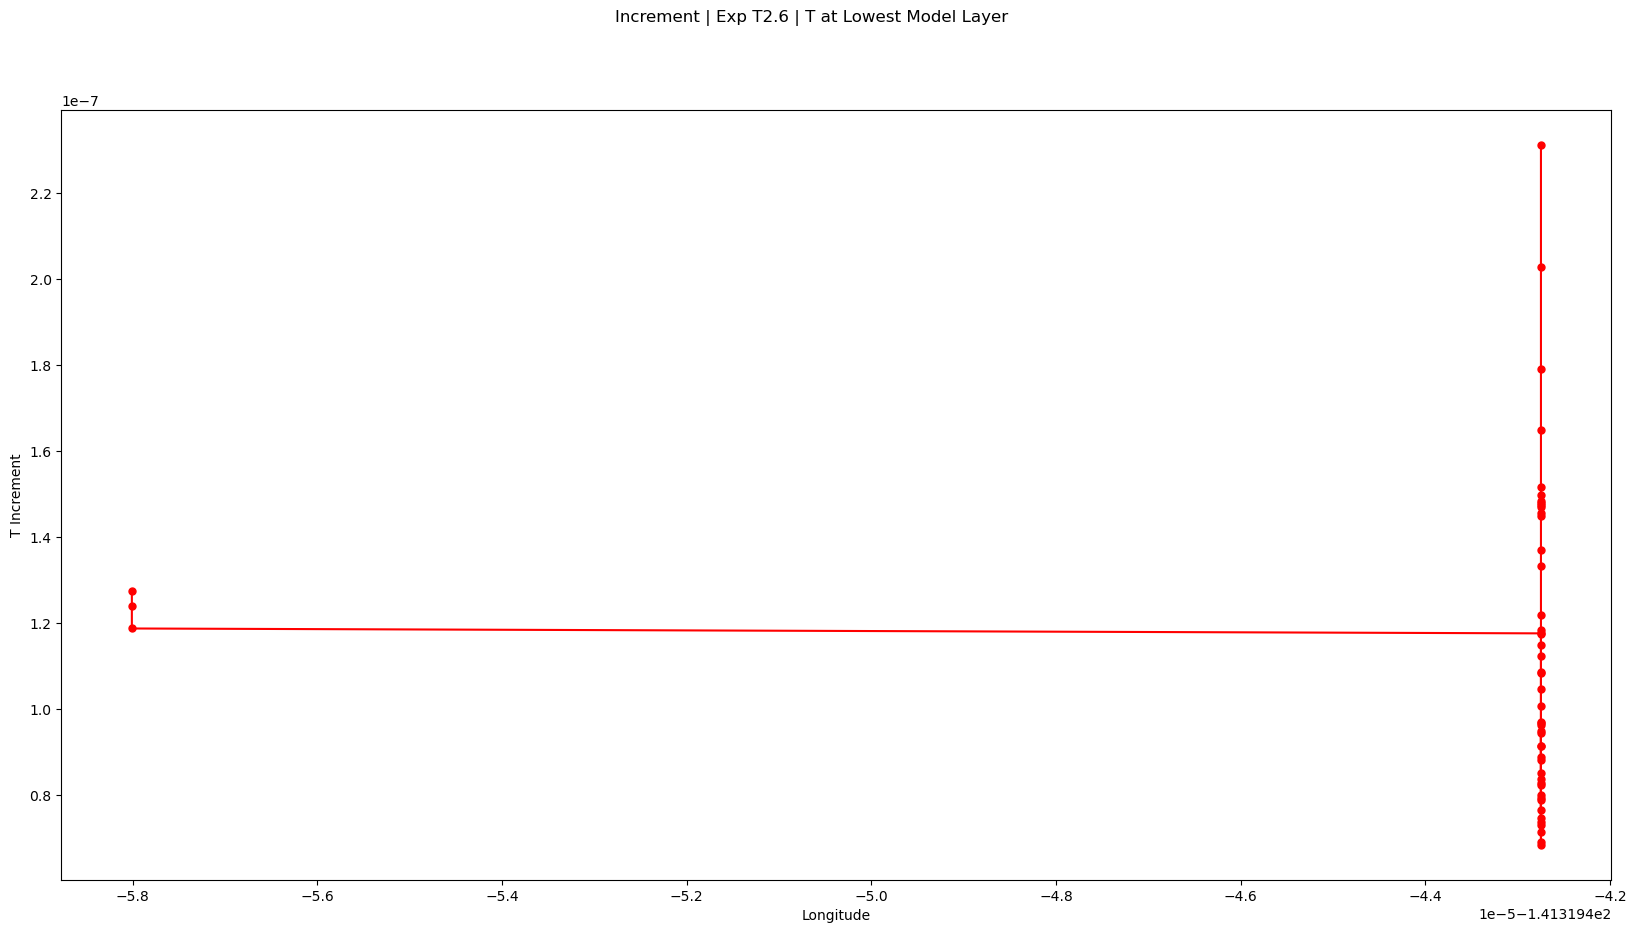 Increment | Exp T2.6 | T at Lowest Model Layer
1e−7
2.2
2.0
1.8
1.6
1.4
1.2
1.0
0.8
T Increment
−5.8 −5.6 −5.4 −5.2 −5.0 −4.8 −4.6 −4.4 −4.2
Longitude
1e−5−1.413194e2